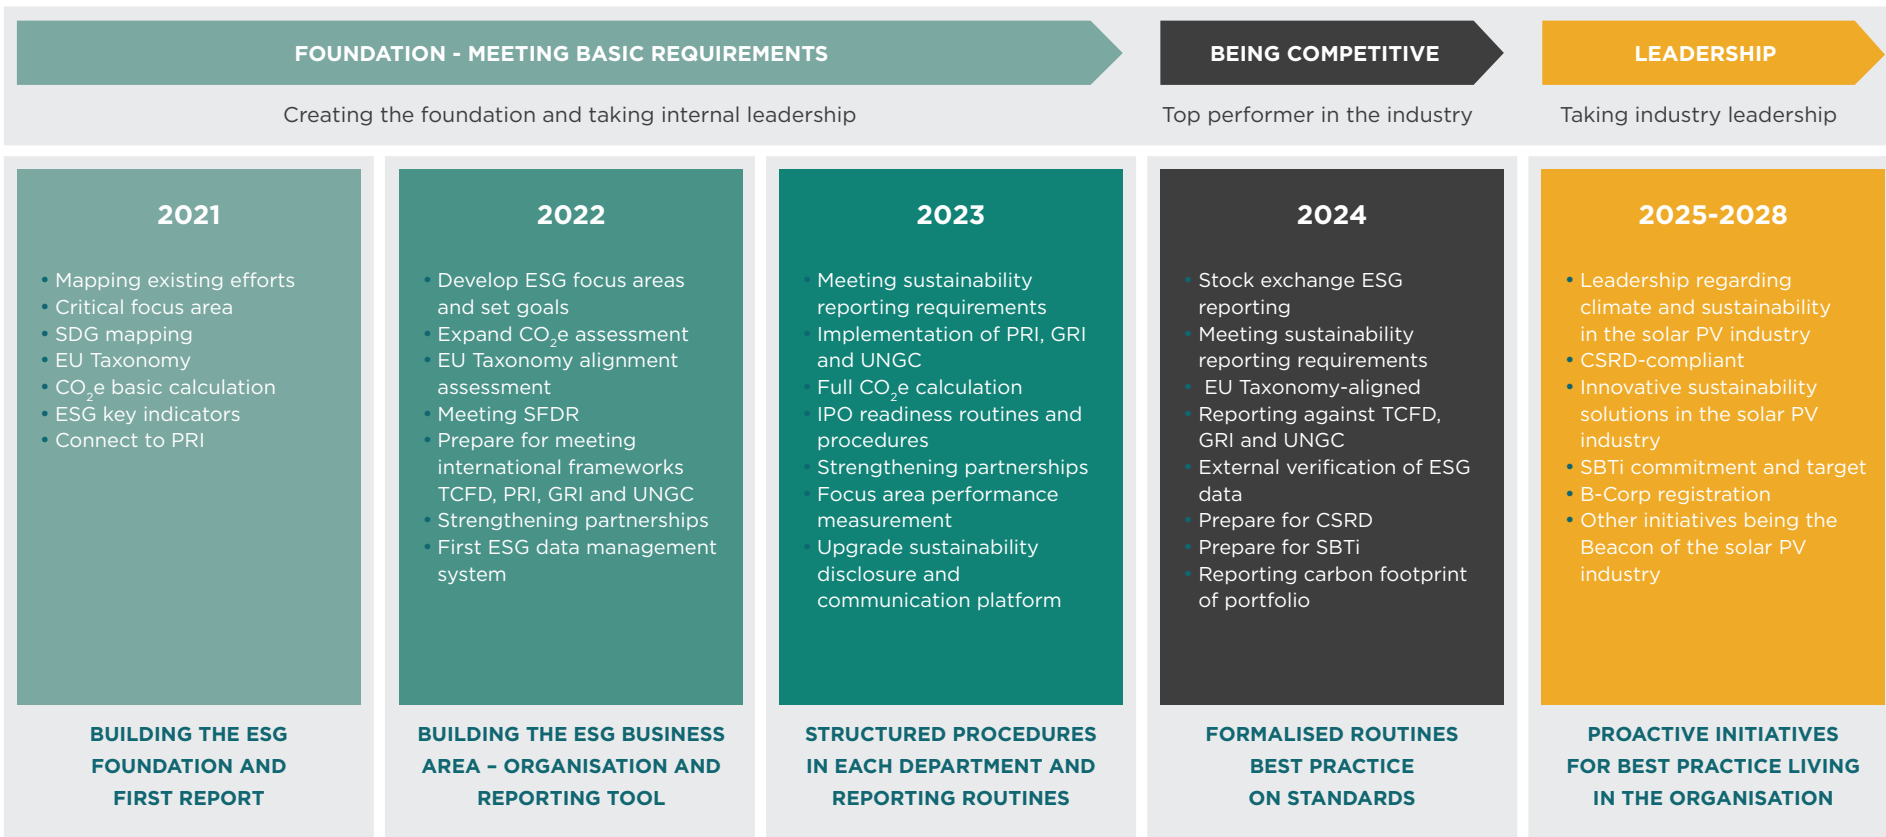 FOUNDATION - MEETING BASIC REQUIREMENTS
Creating the foundation and taking internal leadership
BEING COMPETITIVE
Top performer in the industry
LEADERSHIP
Taking industry leadership
2021
• Mapping existing efforts
• Critical focus area
• SDG mapping
• EU Taxonomy
• CO₂e basic calculation
• ESG key indicators
• Connect to PRI
BUILDING THE ESG
FOUNDATION AND
FIRST REPORT
2022
• Develop ESG focus areas
and set goals
• Expand CO₂e assessment
• EU Taxonomy alignment
assessment
• Meeting SFDR
• Prepare for meeting
international frameworks
TCFD, PRI, GRI and UNGC
• Strengthening partnerships
• First ESG data management
system
BUILDING THE ESG BUSINESS
AREA – ORGANISATION AND
REPORTING TOOL
2023
• Meeting sustainability
reporting requirements
• Implementation of PRI, GRI
and UNGC
• Full CO₂e calculation
• IPO readiness routines and
procedures
• Strengthening partnerships
• Focus area performance
measurement
• Upgrade sustainability
disclosure and
communication platform
STRUCTURED PROCEDURES
IN EACH DEPARTMENT AND
REPORTING ROUTINES
2024
• Stock exchange ESG
reporting
• Meeting sustainability
reporting requirements
• EU Taxonomy-aligned
• Reporting against TCFD,
GRI and UNGC
• External verification of ESG
data
• Prepare for CSRD
• Prepare for SBTi
• Reporting carbon footprint
of portfolio
FORMALISED ROUTINES
BEST PRACTICE
ON STANDARDS
2025-2028
• Leadership regarding
climate and sustainability
in the solar PV industry
• CSRD-compliant
• Innovative sustainability
solutions in the solar PV
industry
• SBTi commitment and target
• B-Corp registration
• Other initiatives being the
Beacon of the solar PV
industry
PROACTIVE INITIATIVES
FOR BEST PRACTICE LIVING
IN THE ORGANISATION